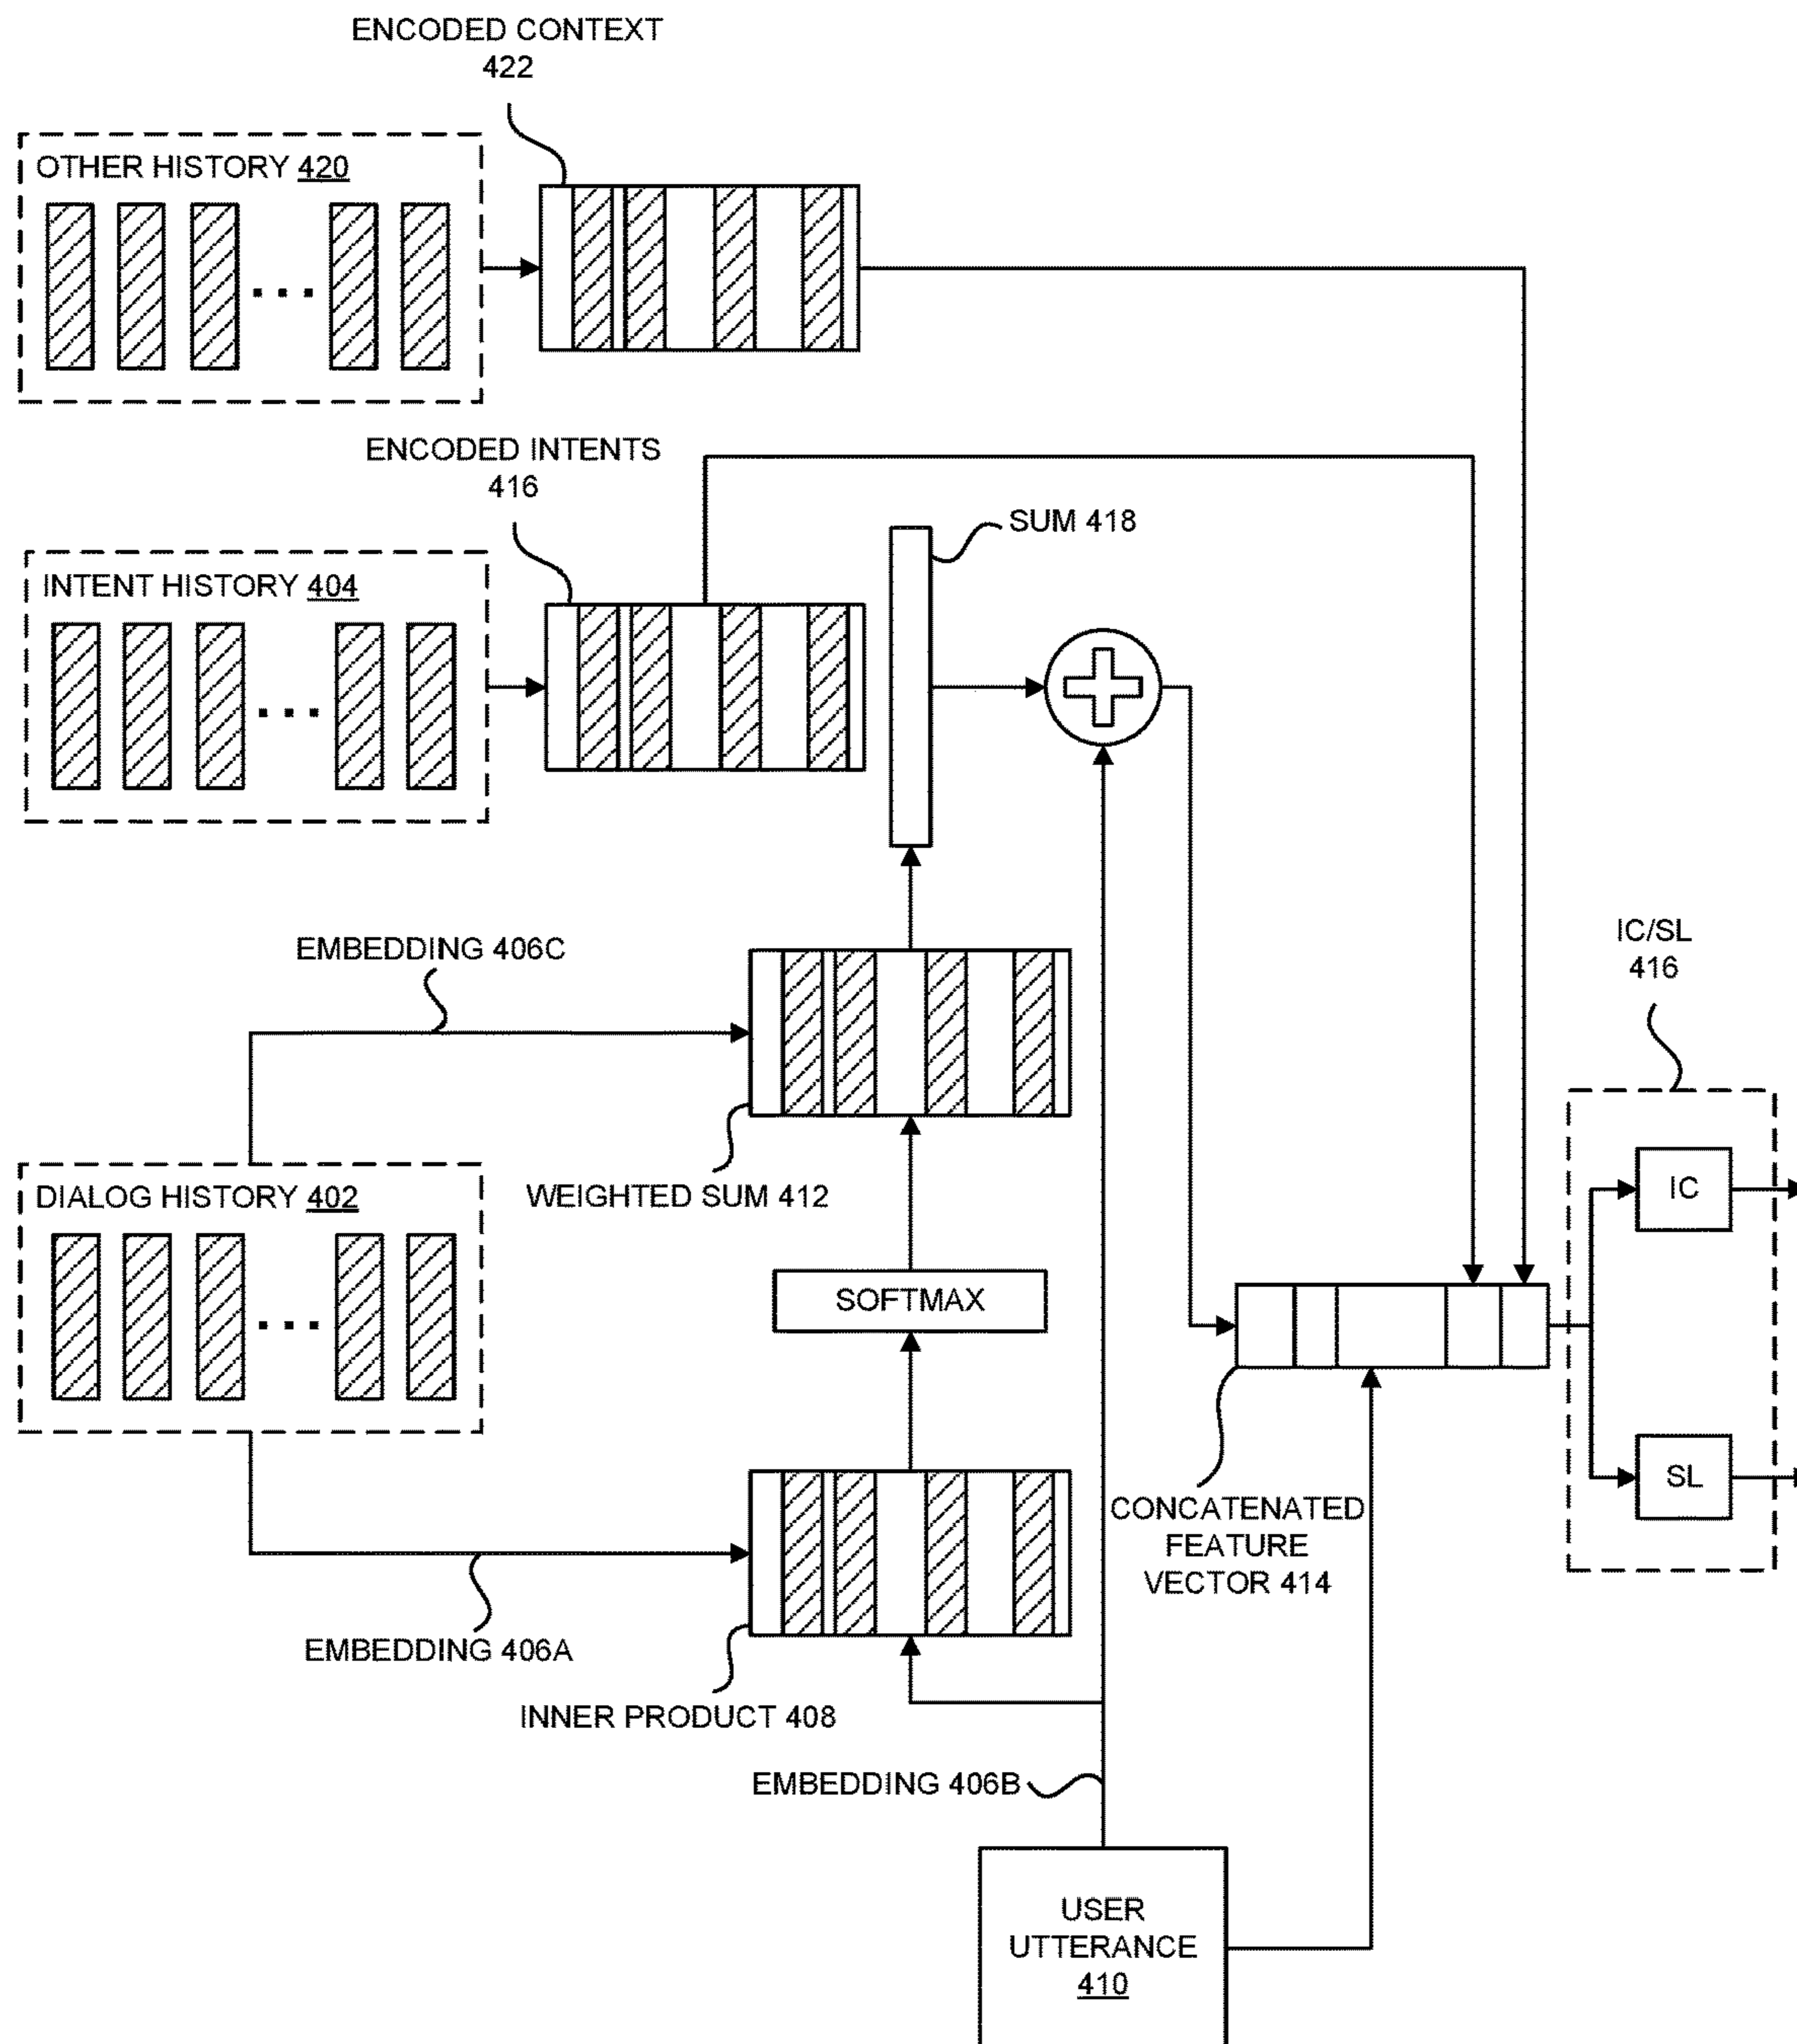 ENCODED CONTEXT
422
OTHER HISTORY 420
ENCODED INTENTS
416
SUM 418
INTENT HISTORY 404
EMBEDDING 406C
IC/SL
416
DIALOG HISTORY 402
WEIGHTED SUM 412
IC
SOFTMAX
SL
CONCATENATED
FEATURE
VECTOR 414
EMBEDDING 406A
INNER PRODUCT 408
EMBEDDING 406B
USER
UTTERANCE
410